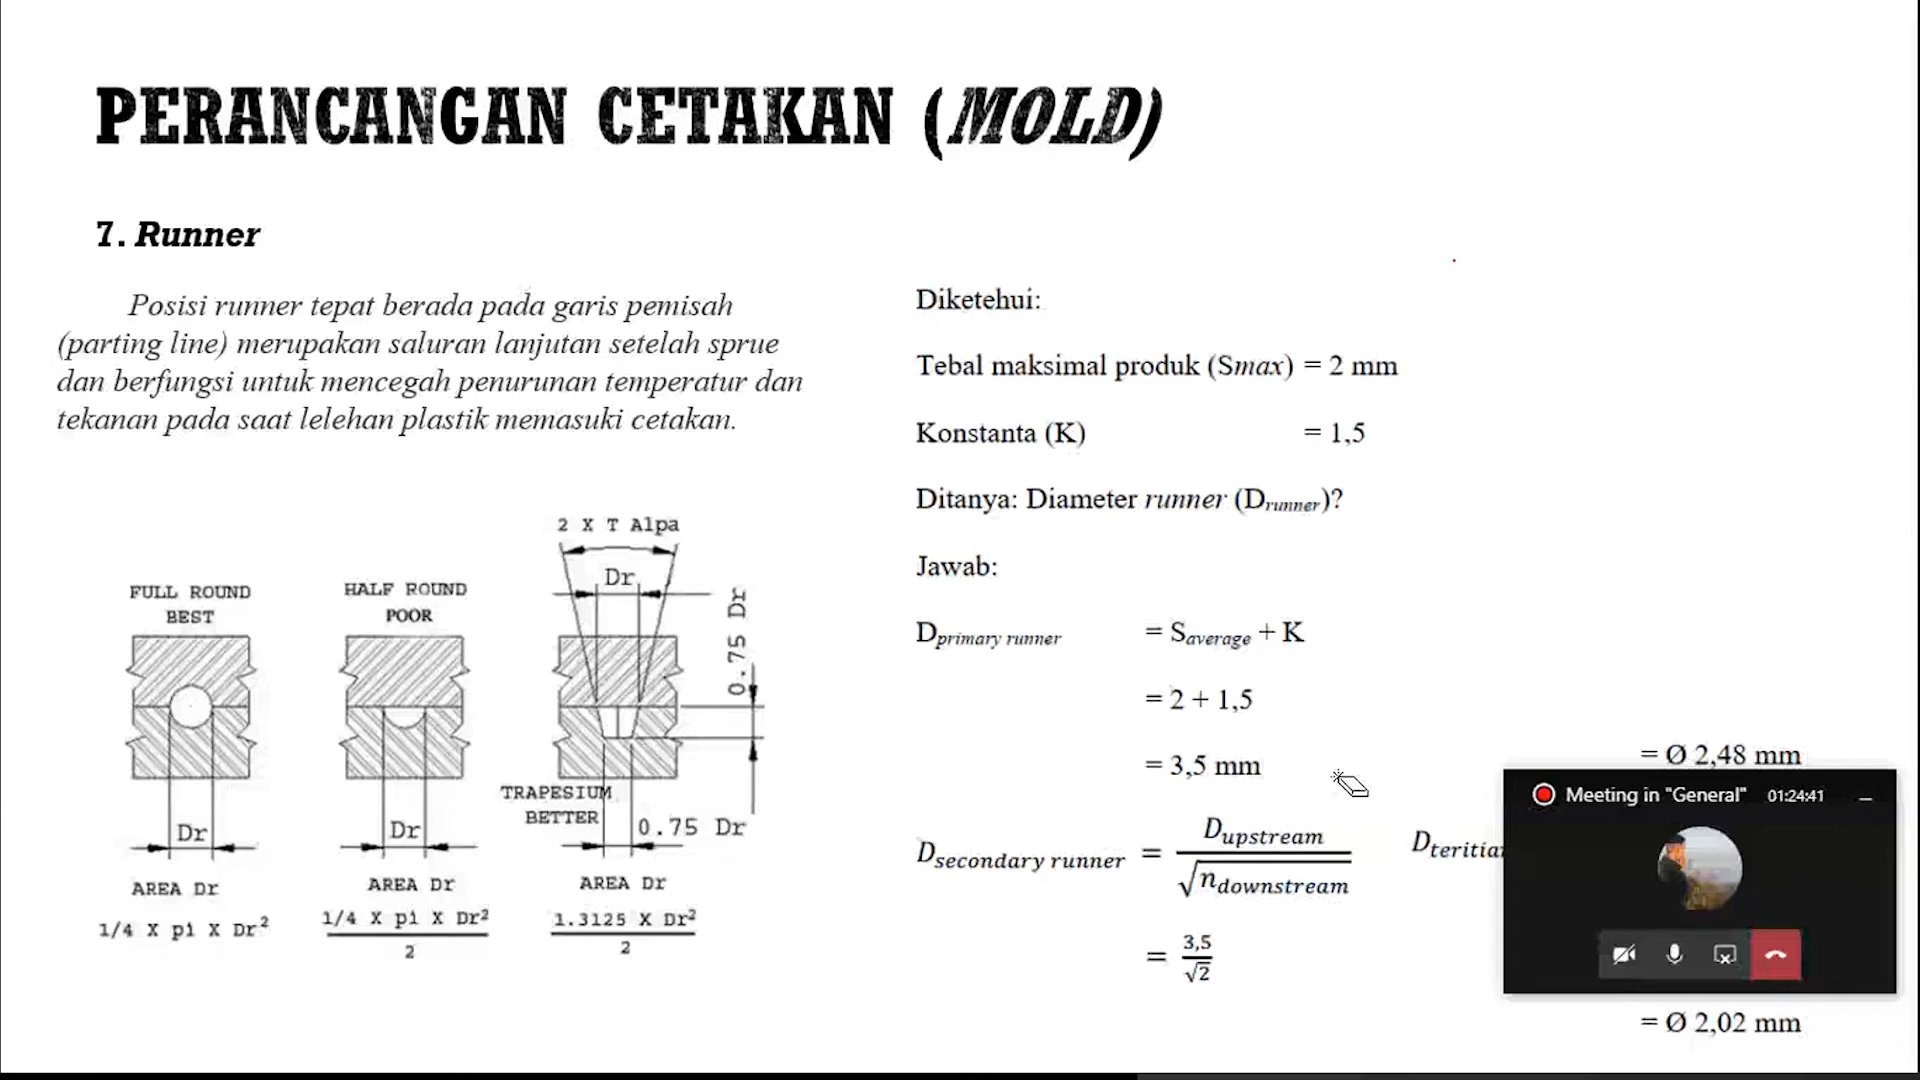 PERANCANGAN CETAKAN (MOLD)
7. Runner
Posisi runner tepat berada pada garis pemisah
(parting line) merupakan saluran lanjutan setelah sprue
dan berfungsi untuk mencegah penurunan temperatur dan
tekanan pada saat lelehan plastik memasuki cetakan.
FULL ROUND
BEST
Dr
AREA Dr
1/4 X pi X Dr²
HALF ROUND
POOR
Dr
AREA Dr
1/4 X pi X Dr²
2
2 X T Alpa
Dr
0.75 Dr
TRAPESIUM
BETTER
0.75 Dr
AREA Dr
1.3125 X Dr²
2
Diketehui:
Tebal maksimal produk (Smax) = 2 mm
Konstanta (K) = 1,5
Ditanya: Diameter runner (Drunner)?
Jawab:
Dprimary runner = Saverage + K
= 2 + 1,5
= 3,5 mm
Dsecondary runner = Dupstream / √ndownstream
= 3,5 / √2
= Ø 2,48 mm
Dteritia
= Ø 2,02 mm
Meeting in "General" 01:24:41